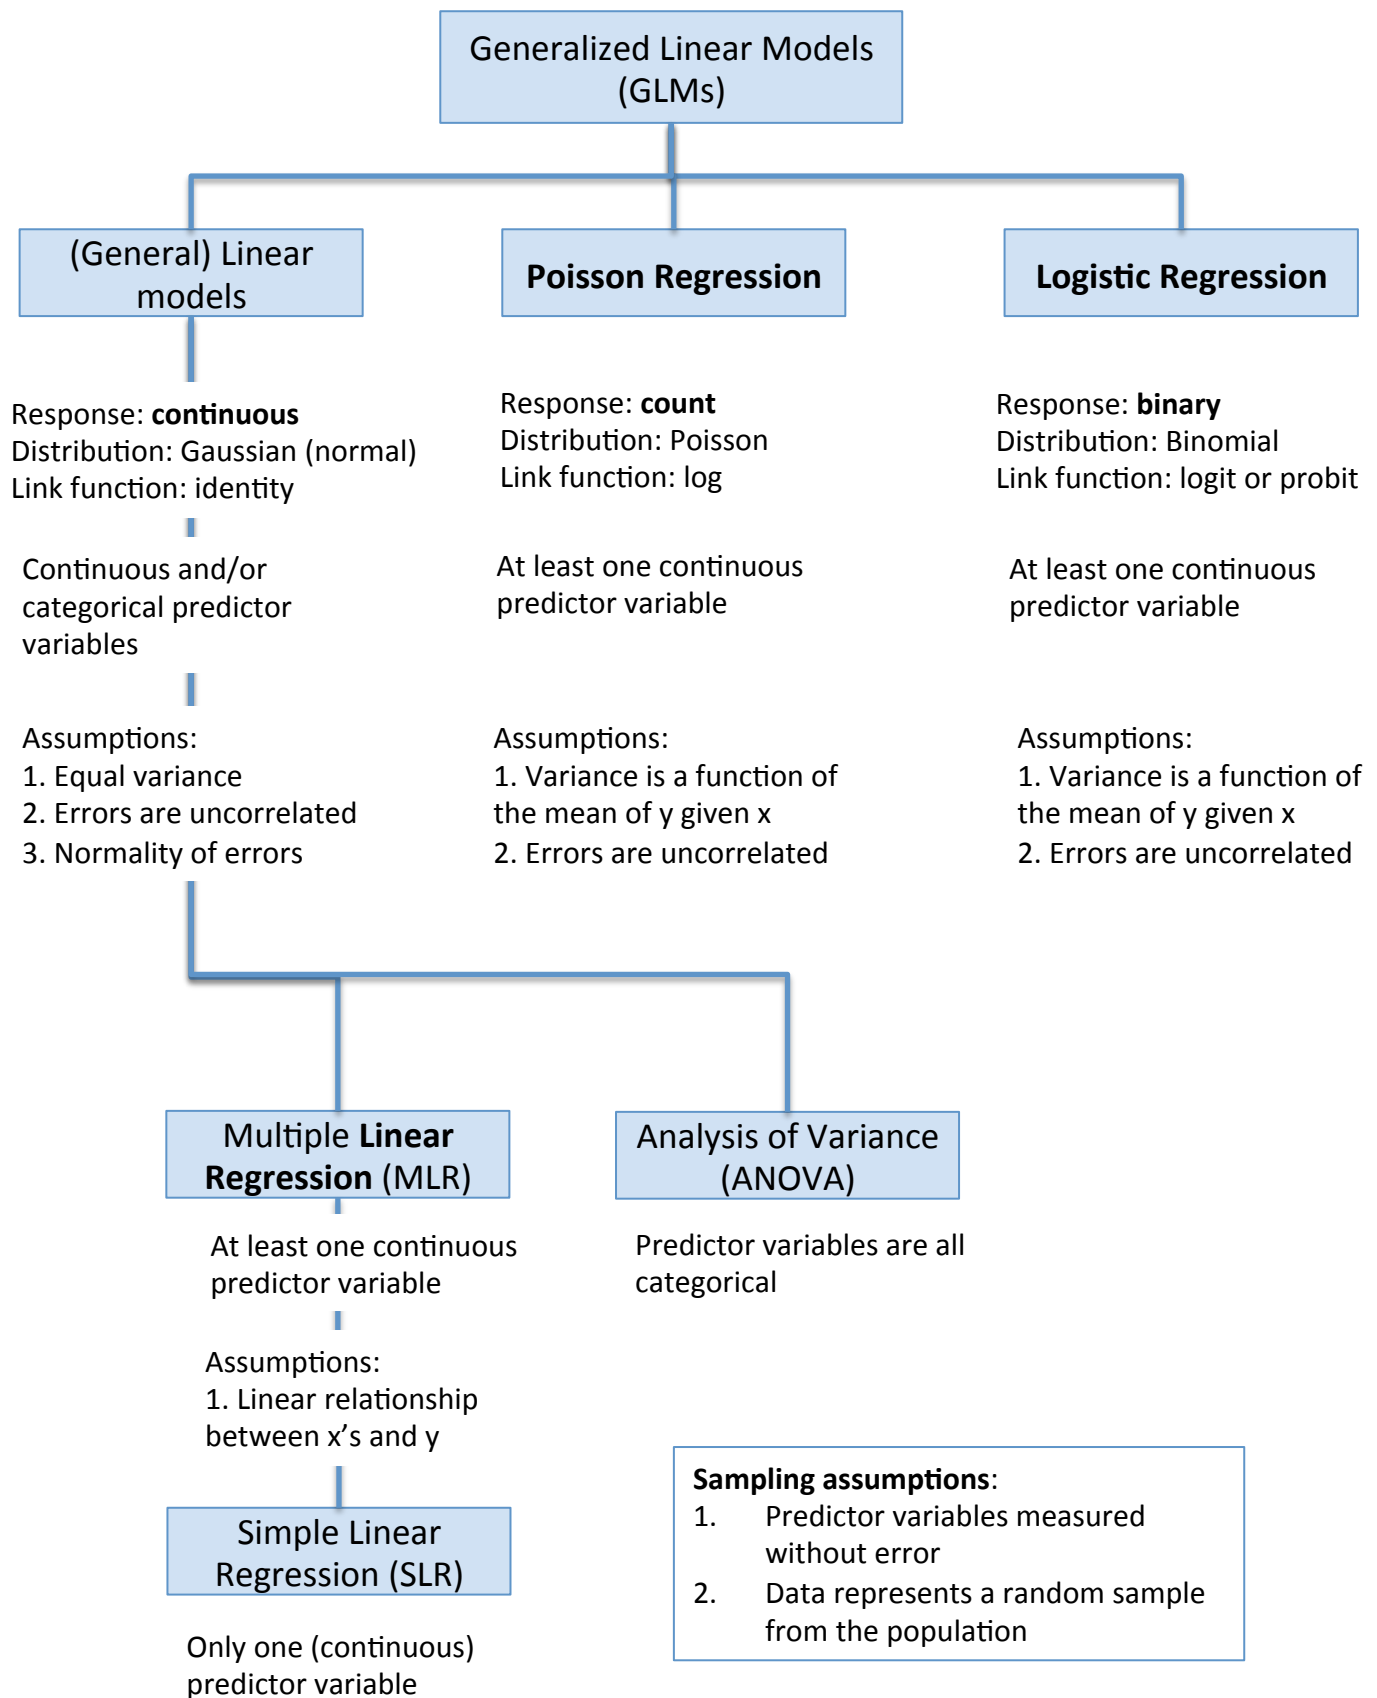 Generalized Linear Models
(GLMs)
(General) Linear
models
Poisson Regression
Logistic Regression
Response: continuous
Distribution: Gaussian (normal)
Link function: identity
Response: count
Distribution: Poisson
Link function: log
Response: binary
Distribution: Binomial
Link function: logit or probit
Continuous and/or
categorical predictor
variables
At least one continuous
predictor variable
At least one continuous
predictor variable
Assumptions:
1. Equal variance
2. Errors are uncorrelated
3. Normality of errors
Assumptions:
1. Variance is a function of
the mean of y given x
2. Errors are uncorrelated
Assumptions:
1. Variance is a function of
the mean of y given x
2. Errors are uncorrelated
Multiple Linear
Regression (MLR)
Analysis of Variance
(ANOVA)
At least one continuous
predictor variable
Predictor variables are all
categorical
Assumptions:
1. Linear relationship
between x’s and y
Simple Linear
Regression (SLR)
Only one (continuous)
predictor variable
Sampling assumptions:
1. Predictor variables measured
without error
2. Data represents a random sample
from the population